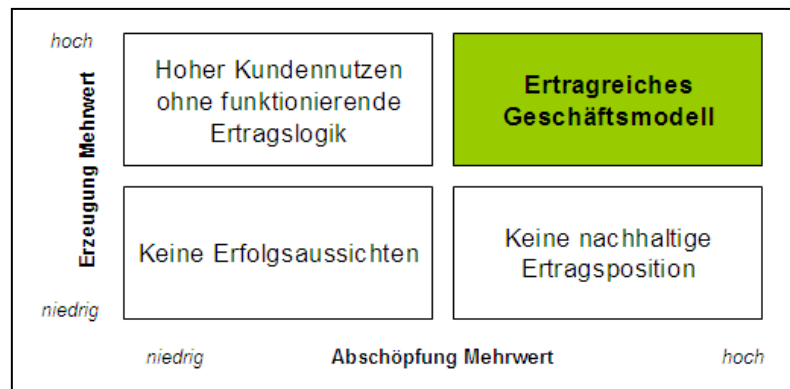 hoch
Hoher Kundennutzen
ohne funktionierende
Ertragslogik
Ertragreiches
Geschäftsmodell
Erzeugung Mehrwert
Keine Erfolgsaussichten
Keine nachhaltige
Ertragsposition
niedrig
niedrig Abschöpfung Mehrwert hoch